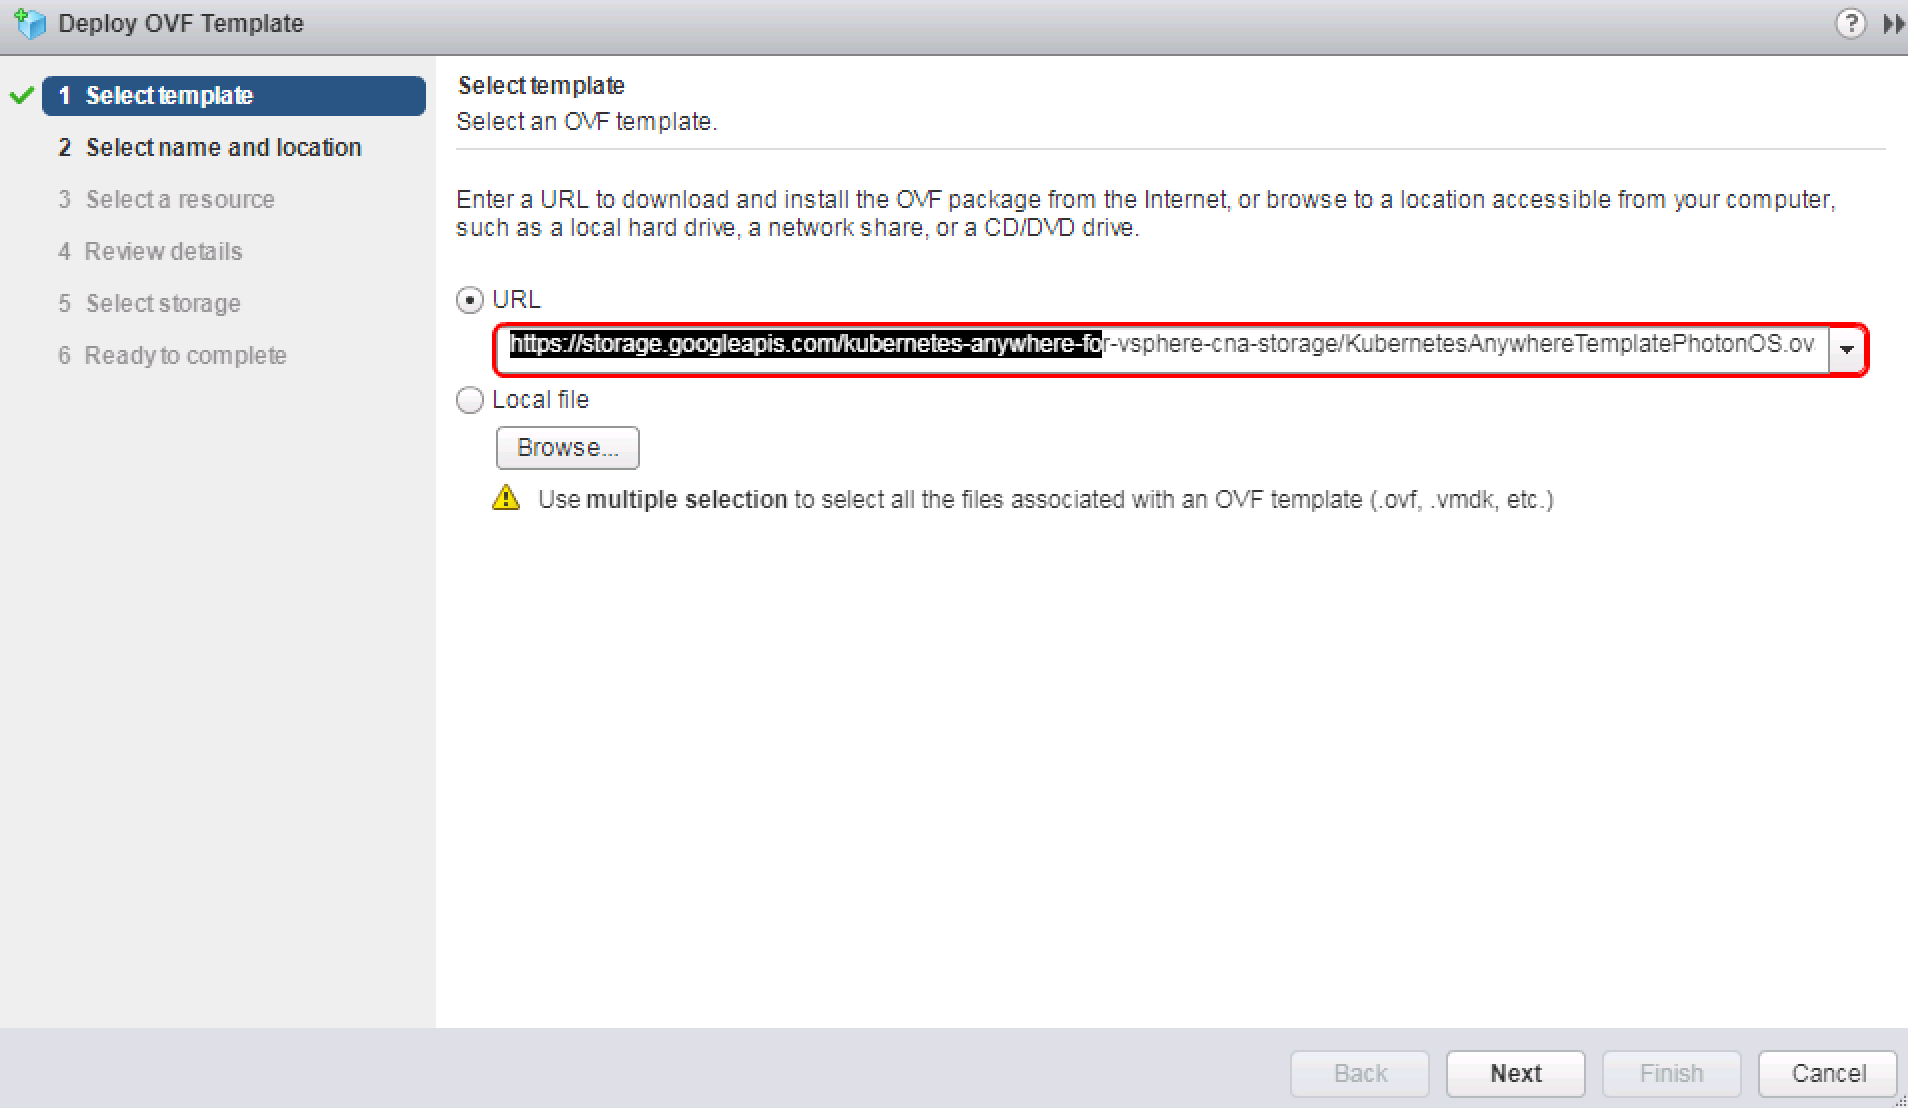 Deploy OVF Template
?
1 Select template
2 Select name and location
3 Select a resource
4 Review details
5 Select storage
6 Ready to complete
Select template
Select an OVF template.
Enter a URL to download and install the OVF package from the Internet, or browse to a location accessible from your computer,
such as a local hard drive, a network share, or a CD/DVD drive.
URL
https://storage.googleapis.com/kubernetes-anywhere-for-vsphere-cna-storage/KubernetesAnywhereTemplatePhotonOS.ov
Local file
Browse...
Use multiple selection to select all the files associated with an OVF template (.ovf, .vmdk, etc.)
Back
Next
Finish
Cancel